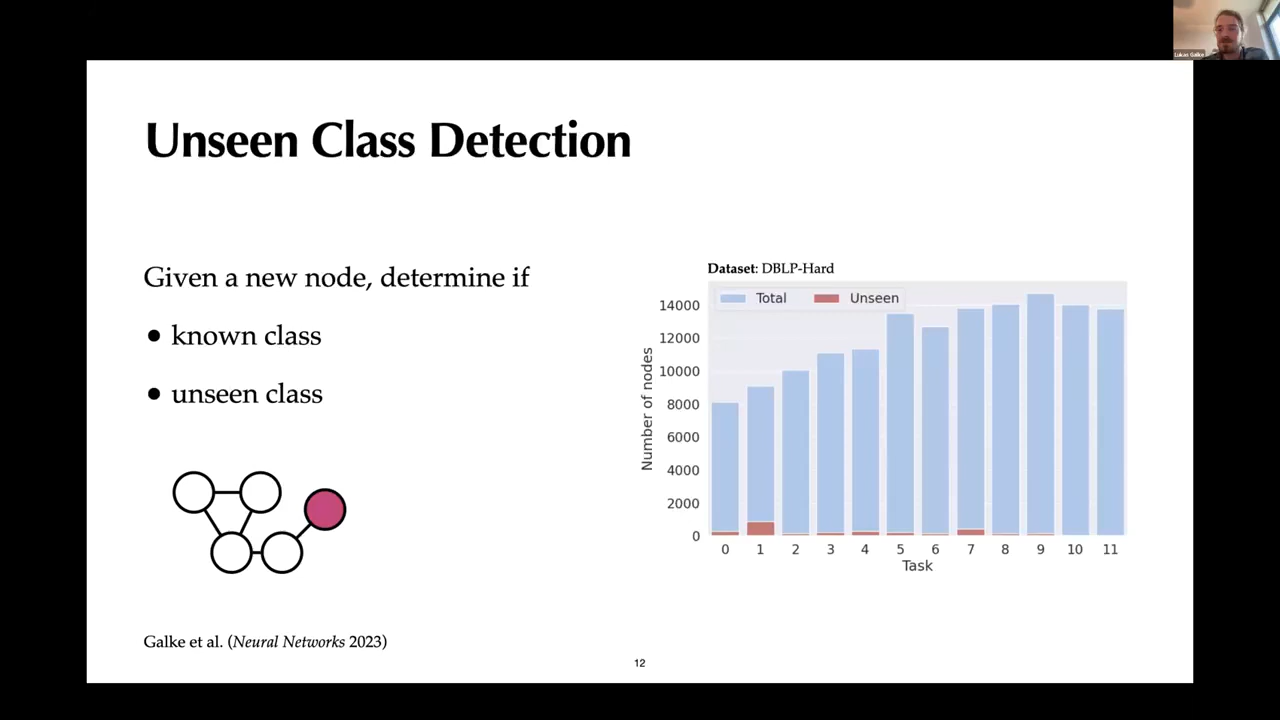 Lukas Galke
Unseen Class Detection
Given a new node, determine if
• known class
• unseen class
Dataset: DBLP-Hard
Total
Unseen
14000
12000
10000
8000
6000
4000
2000
0
Number of nodes
0 1 2 3 4 5 6 7 8 9 10 11
Task
Galke et al. (Neural Networks 2023)
12